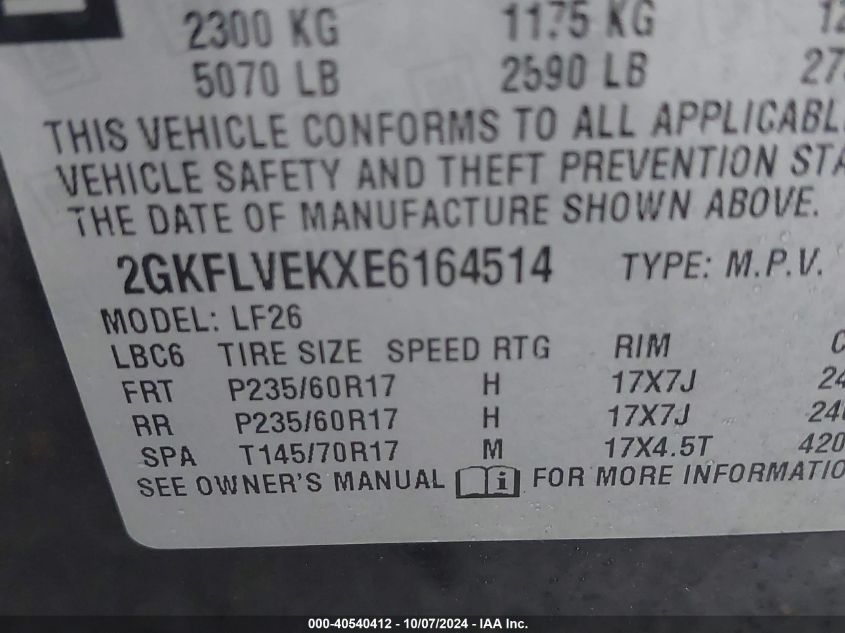 2300 KG 1175 KG
5070 LB 2590 LB
THIS VEHICLE CONFORMS TO ALL
VEHICLE SAFETY AND THEFT PREVENTION
THE DATE OF MANUFACTURE SHOWN ABOVE.
2GKFLVEKXE6164514 TYPE: M.P.V.
MODEL: LF26
LBC6 TIRE SIZE SPEED RTG RIM
FRT P235/60R17 H 17X7J
RR P235/60R17 H 17X7J
SPA T145/70R17 M 17X4.5T 420
SEE OWNER'S MANUAL i FOR MORE
000-40540412 - 10/07/2024 - IAA Inc.